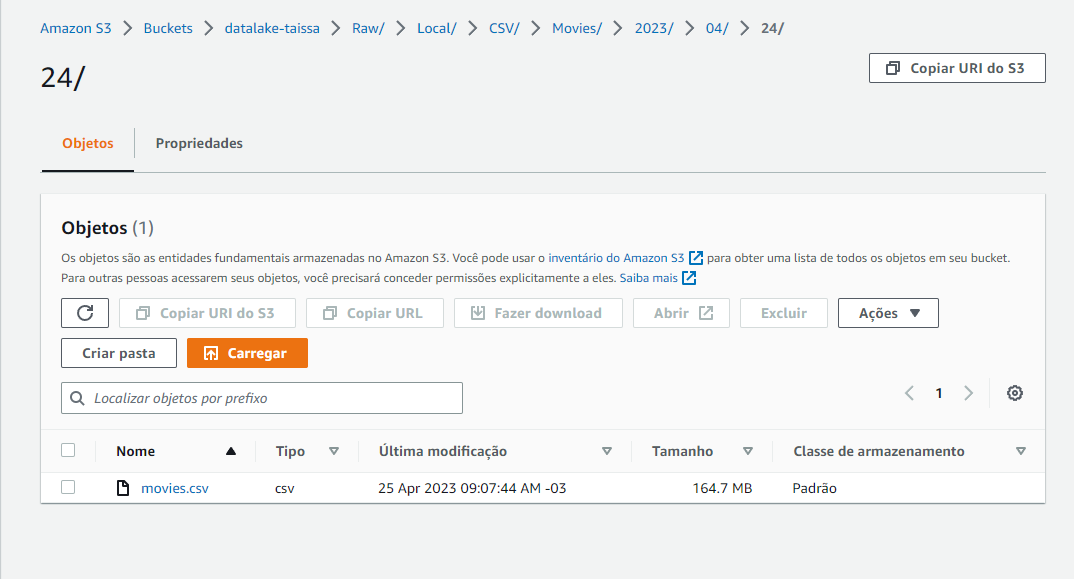 Amazon S3 > Buckets > datalake-taissa > Raw/ > Local/ > CSV/ > Movies/ > 2023/ > 04/ > 24/
24/
Copiar URI do S3
Objetos Propriedades
Objetos (1)
Os objetos são as entidades fundamentais armazenadas no Amazon S3. Você pode usar o inventário do Amazon S3 para obter uma lista de todos os objetos em seu bucket.
Para outras pessoas acessarem seus objetos, você precisará conceder permissões explicitamente a eles. Saiba mais
Copiar URI do S3 Copiar URL Fazer download Abrir Excluir Ações
Criar pasta Carregar
Localizar objetos por prefixo < 1 >
Nome Tipo Última modificação Tamanho Classe de armazenamento
movies.csv csv 25 Apr 2023 09:07:44 AM -03 164.7 MB Padrão